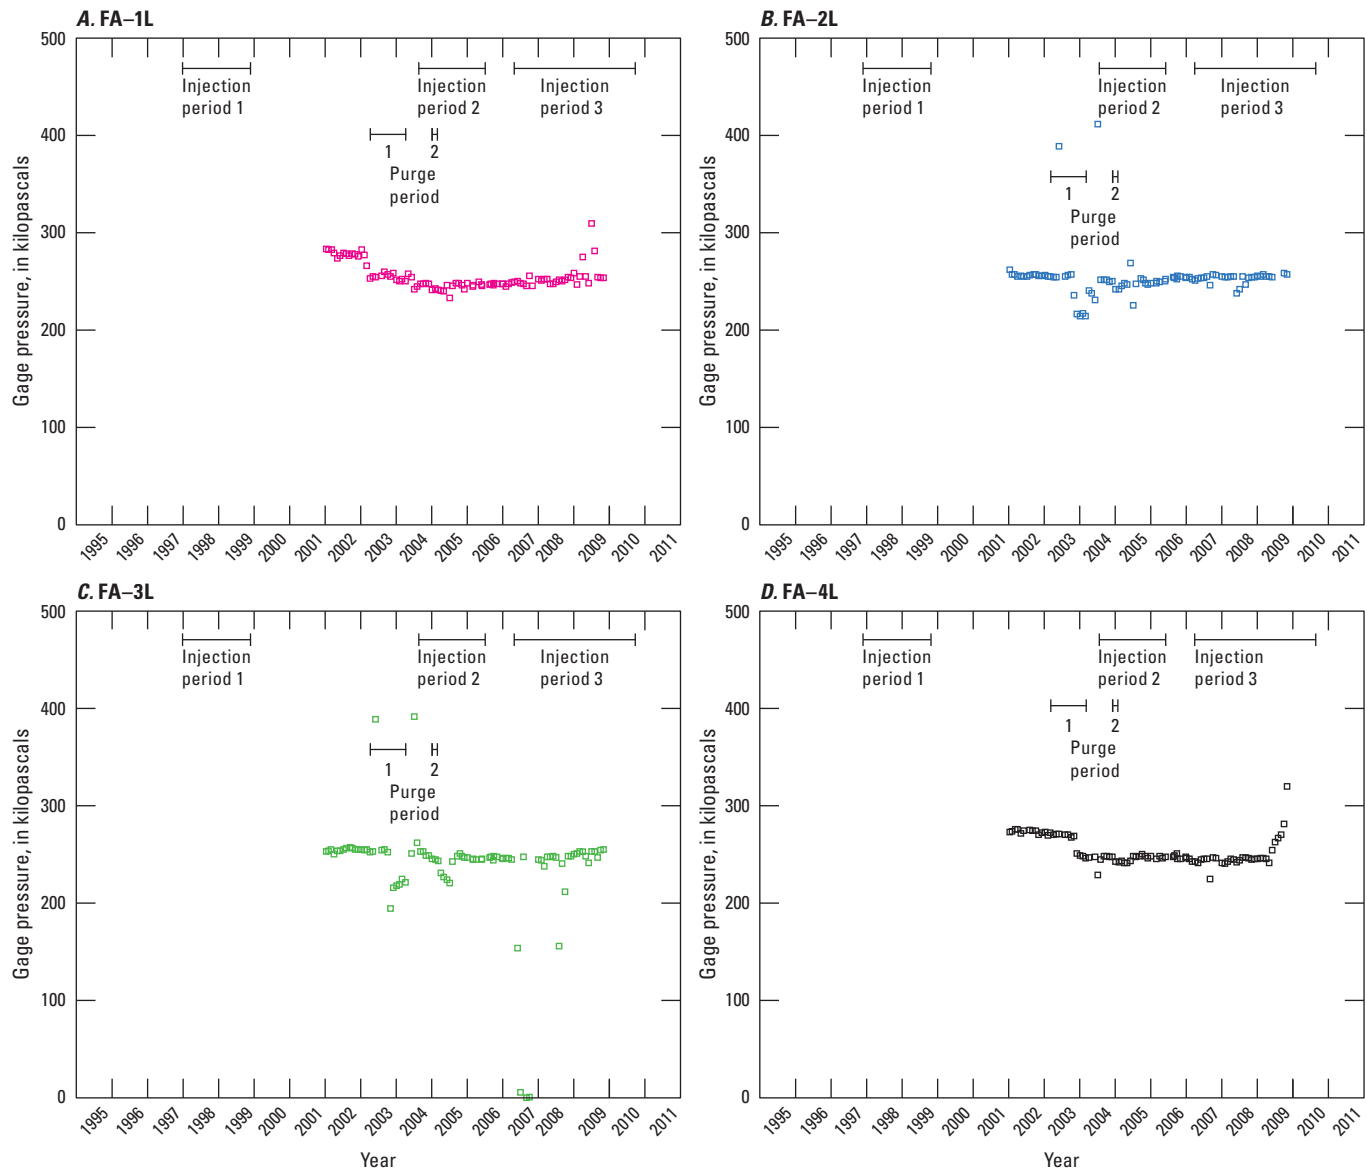 A. FA–1L
500
400
300
200
100
0
Gage pressure, in kilopascals
Injection
period 1
Injection
period 2
Injection
period 3
1
2
Purge
period
1995
1996
1997
1998
1999
2000
2001
2002
2003
2004
2005
2006
2007
2008
2009
2010
2011
B. FA–2L
500
400
300
200
100
0
Gage pressure, in kilopascals
Injection
period 1
Injection
period 2
Injection
period 3
1
2
Purge
period
1995
1996
1997
1998
1999
2000
2001
2002
2003
2004
2005
2006
2007
2008
2009
2010
2011
C. FA–3L
500
400
300
200
100
0
Gage pressure, in kilopascals
Injection
period 1
Injection
period 2
Injection
period 3
1
2
Purge
period
1995
1996
1997
1998
1999
2000
2001
2002
2003
2004
2005
2006
2007
2008
2009
2010
2011
Year
D. FA–4L
500
400
300
200
100
0
Gage pressure, in kilopascals
Injection
period 1
Injection
period 2
Injection
period 3
1
2
Purge
period
1995
1996
1997
1998
1999
2000
2001
2002
2003
2004
2005
2006
2007
2008
2009
2010
2011
Year